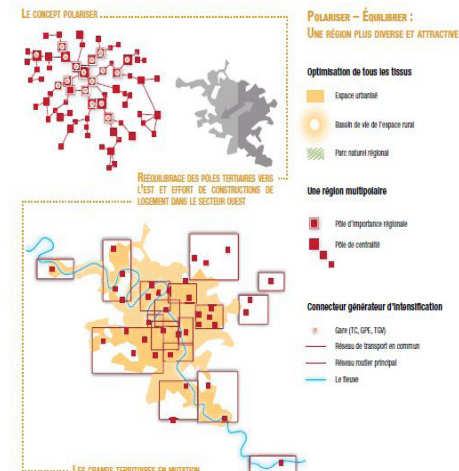 LE CONCEPT POLARISER
RÉÉQUILIBRAGE DES PÔLES TERTIAIRES VERS
L'EST ET EFFORT DE CONSTRUCTIONS DE
LOGEMENT DANS LE SECTEUR OUEST
LES GRANDS TERRITOIRES EN MUTATION
POLARISER – ÉQUILIBRER :
UNE RÉGION PLUS DIVERSE ET ATTRACTIVE
Optimisation de tous les tissus
Espace urbanisé
Bassin de vie de l'espace rural
Parc naturel régional
Une région multipolaire
Pôle d'importance régionale
Pôle de centralité
Connecteur générateur d'intensification
Gare (TC, GPE, TGV)
Réseau de transport en commun
Réseau routier principal
Le fleuve